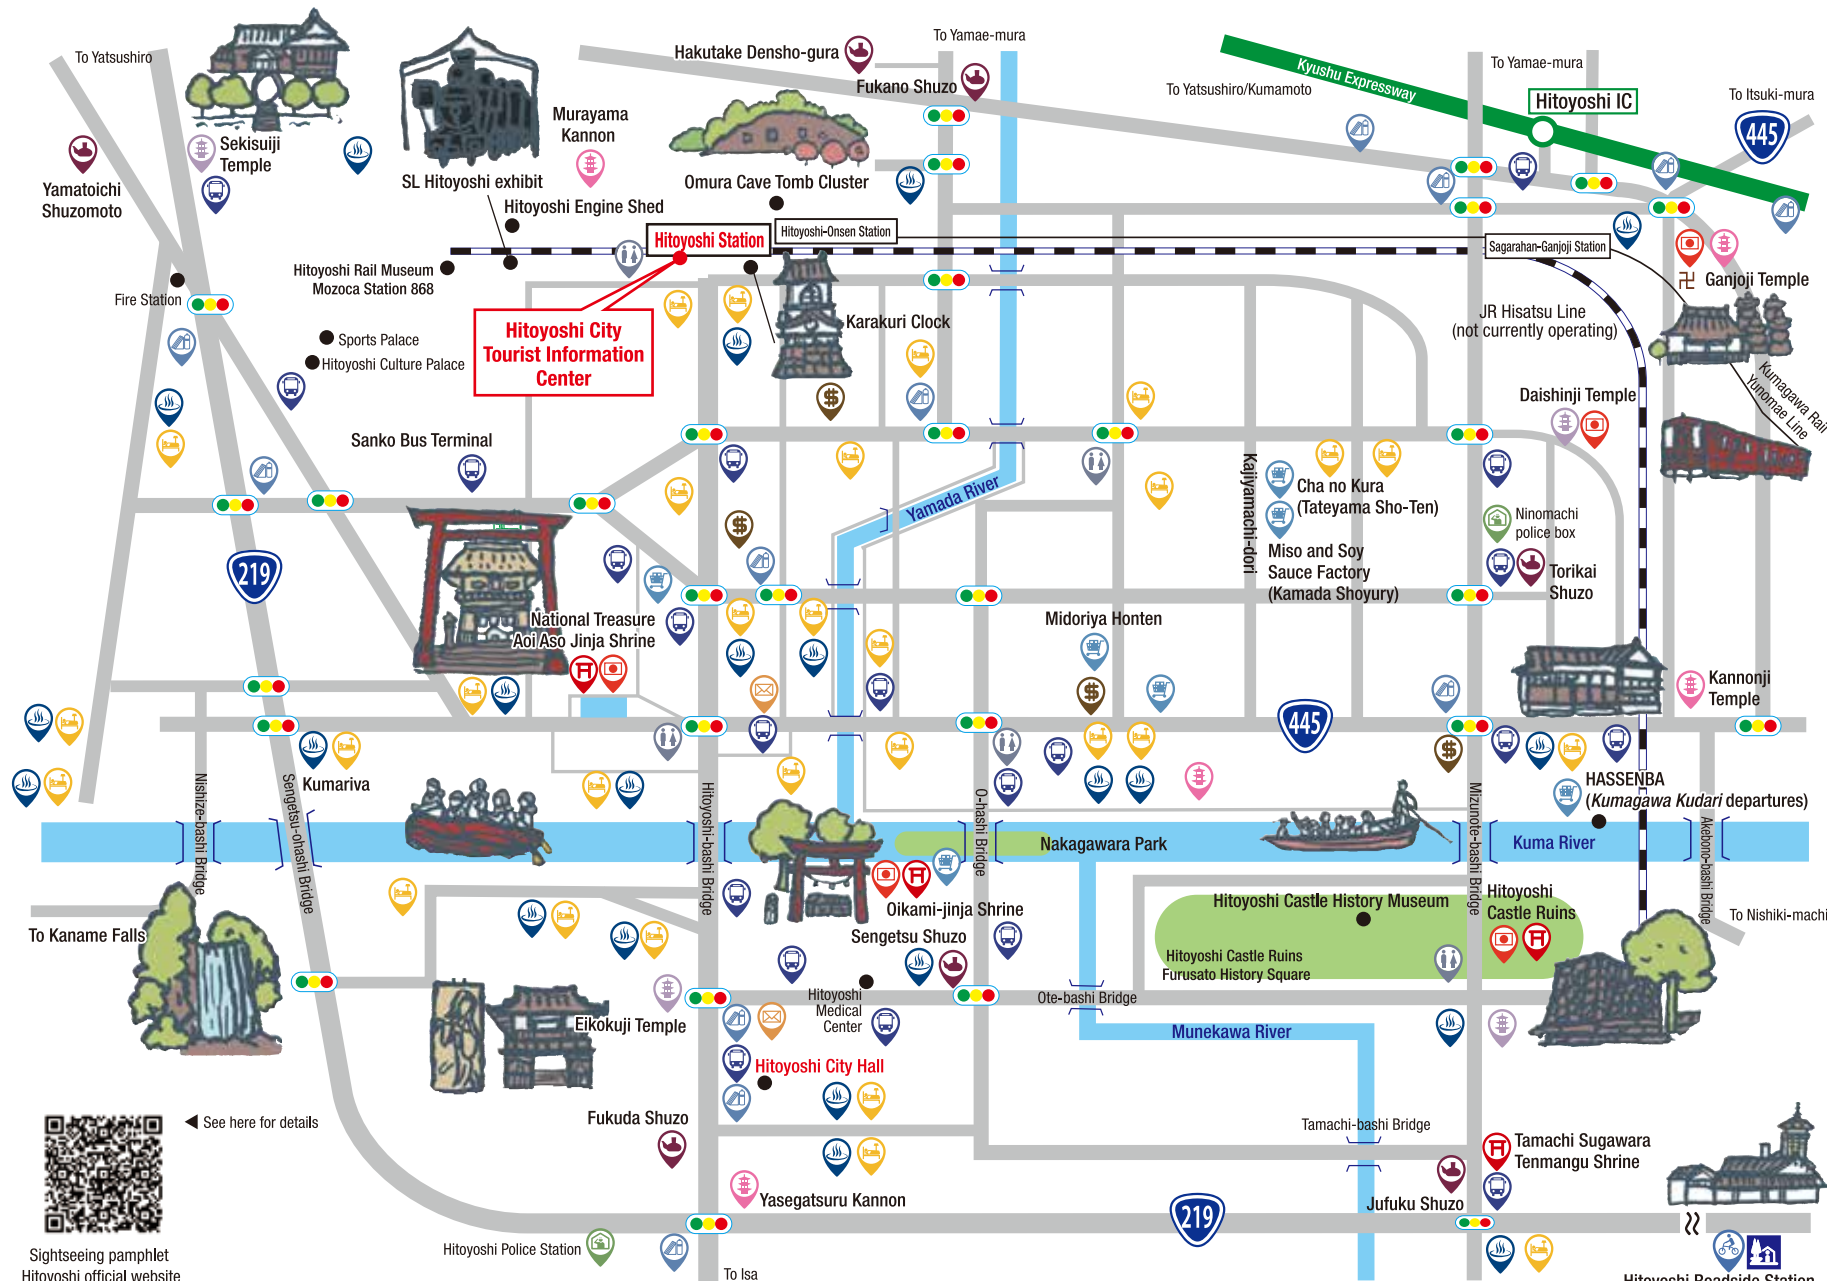 To Yatsushiro
Sekisuiji
Temple
Yamatoichi
Shuzomoto
SL Hitoyoshi exhibit
Murayama
Kannon
Hitoyoshi Engine Shed
Hakutake Densho-gura
Fukano Shuzo
To Yamae-mura
Omura Cave Tomb Cluster
To Yatsushiro/Kumamoto
Kyushu Expressway
To Yamae-mura
Hitoyoshi IC
To Itsuki-mura
445
Hitoyoshi Station
Hitoyoshi-Onsen Station
Sagarahan-Ganjoji Station
Ganjoji Temple
Hitoyoshi Rail Museum
Mozoca Station 868
Fire Station
Sports Palace
Hitoyoshi Culture Palace
Hitoyoshi City
Tourist Information
Center
Karakuri Clock
JR Hisatsu Line
(not currently operating)
Kumagawa Rail
Yunomae Line
Daishinji Temple
Sanko Bus Terminal
Yamada River
Kajiyamachi-dori
Cha no Kura
(Tateyama Sho-Ten)
Miso and Soy
Sauce Factory
(Kamada Shoyury)
Ninomachi
police box
Torikai
Shuzo
219
National Treasure
Aoi Aso Jinja Shrine
Midoriya Honten
Kannonji
Temple
445
Kumariva
HASSENBA
(Kumagawa Kudari departures)
Nishize-bashi Bridge
Sengetsu-ohashi Bridge
Hitoyoshi-bashi Bridge
O-hashi Bridge
Mizunote-bashi Bridge
Akebono-bashi Bridge
Nakagawara Park
Kuma River
Oikami-jinja Shrine
Sengetsu Shuzo
Hitoyoshi Castle History Museum
Hitoyoshi
Castle Ruins
Hitoyoshi Castle Ruins
Furusato History Square
To Nishiki-machi
To Kaname Falls
Eikokuji Temple
Hitoyoshi
Medical
Center
Ote-bashi Bridge
Munekawa River
Hitoyoshi City Hall
See here for details
Fukuda Shuzo
Tamachi-bashi Bridge
Tamachi Sugawara
Tenmangu Shrine
Yasegatsuru Kannon
Jufuku Shuzo
219
Hitoyoshi Police Station
Sightseeing pamphlet
Hitoyoshi official website
To Isa
Hitoyoshi Roadside Station